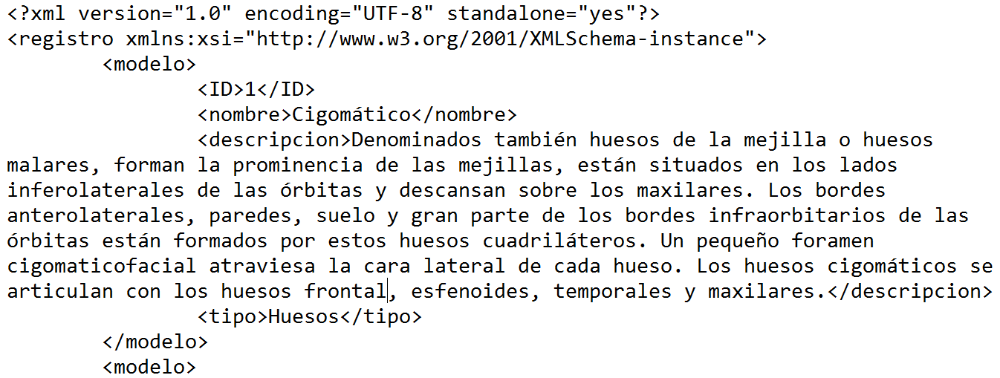 <?xml version="1.0" encoding="UTF-8" standalone="yes"?>
<registro xmlns:xsi="http://www.w3.org/2001/XMLSchema-instance">
<modelo>
<ID>1</ID>
<nombre>Cigomático</nombre>
<descripcion>Denominados también huesos de la mejilla o huesos
malares, forman la prominencia de las mejillas, están situados en los lados
inferolaterales de las órbitas y descansan sobre los maxilares. Los bordes
anterolaterales, paredes, suelo y gran parte de los bordes infraorbitarios de las
órbitas están formados por estos huesos cuadriláteros. Un pequeño foramen
cigomaticofacial atraviesa la cara lateral de cada hueso. Los huesos cigomáticos se
articulan con los huesos frontal, esfenoides, temporales y maxilares.</descripcion>
<tipo>Huesos</tipo>
</modelo>
<modelo>